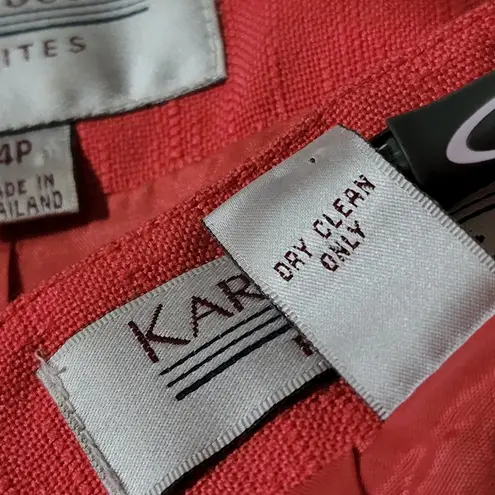 ITES
4P
ADE IN
AILAND
DRY CLEAN
ONLY
KAR